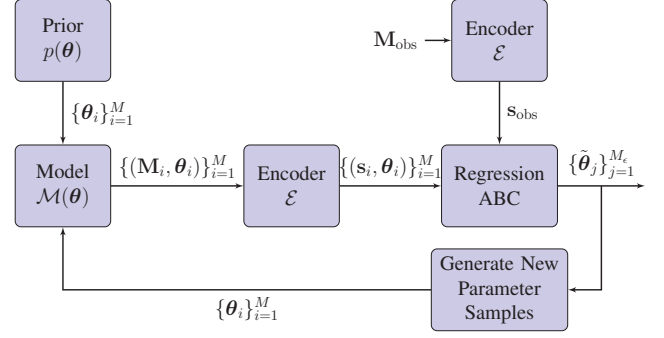 Prior
p(θ)
M_obs
Encoder
ℰ
{θ_i}_{i=1}^{M}
s_obs
Model
ℳ(θ)
{(M_i, θ_i)}_{i=1}^{M}
Encoder
ℰ
{(s_i, θ_i)}_{i=1}^{M}
Regression
ABC
{θ̃_j}_{j=1}^{M_ϵ}
Generate New
Parameter
Samples
{θ_i}_{i=1}^{M}